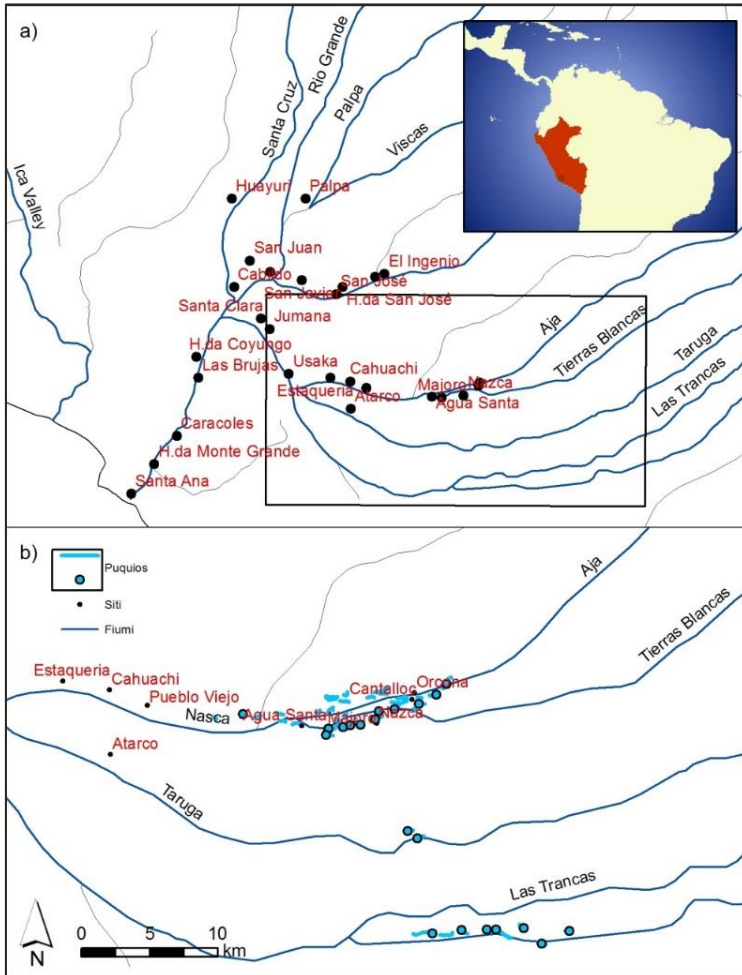 a)
Ica Valley
Santa Cruz
Rio Grande
Palpa
Viscas
Huayuri
Palpa
San Juan
Cabildo
El Ingenio
San José
San Javier
H.da San José
Santa Clara
Jumana
H.da Coyungo
Las Brujas
Usaka
Cahuachi
Estaqueria
Atarco
Majoro
Nazca
Agua Santa
Aja
Tierras Blancas
Taruga
Las Trancas
Caracoles
H.da Monte Grande
Santa Ana
b)
Puquios
Siti
Fiumi
Aja
Tierras Blancas
Estaqueria
Cahuachi
Pueblo Viejo
Nasca
Cantalloc
Orcona
Agua Santa
Majoro
Nazca
Atarco
Taruga
Las Trancas
N
0 5 10
km